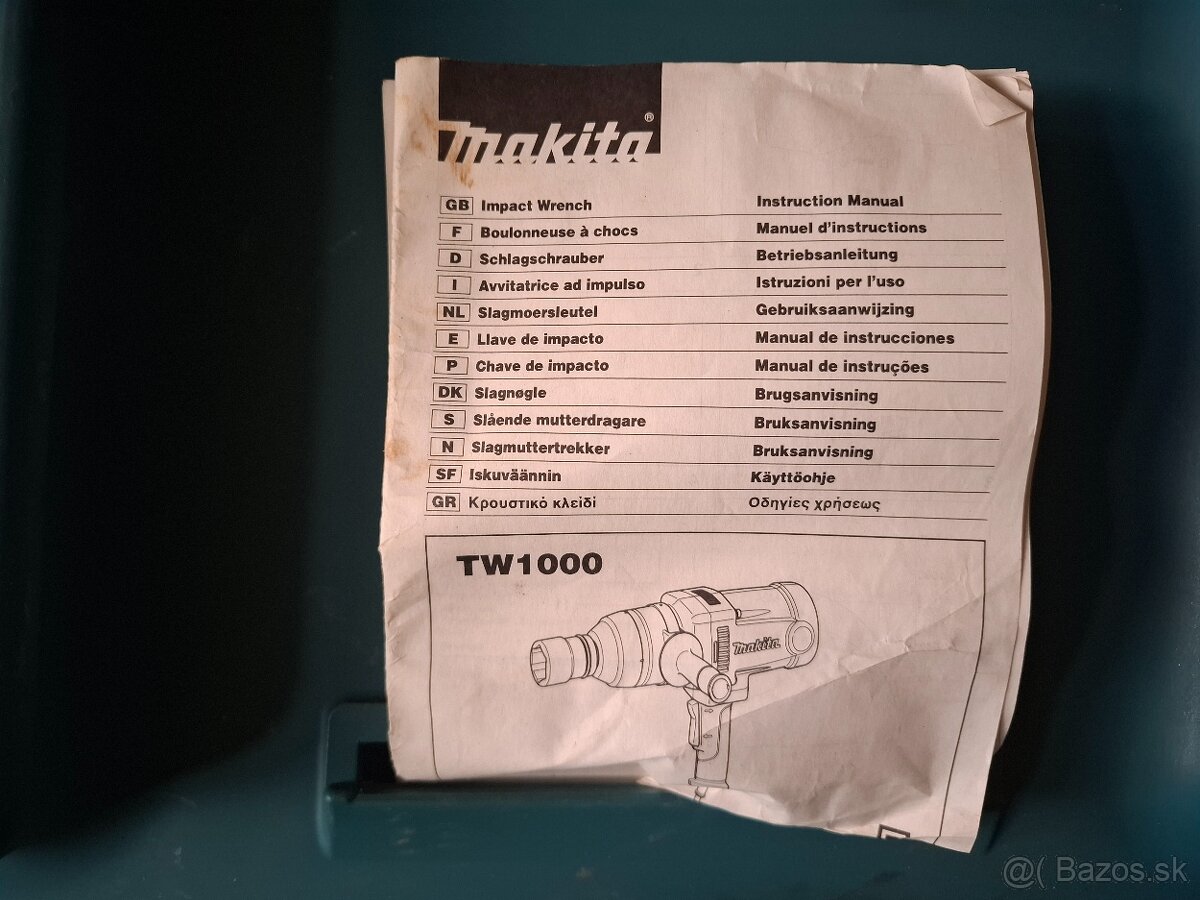 makita®
GB Impact Wrench Instruction Manual
F Boulonneuse à chocs Manuel d'instructions
D Schlagschrauber Betriebsanleitung
I Avvitatrice ad impulso Istruzioni per l'uso
NL Slagmoersleutel Gebruiksaanwijzing
E Llave de impacto Manual de instrucciones
P Chave de impacto Manual de instruções
DK Slagnøgle Brugsanvisning
S Slående mutterdragare Bruksanvisning
N Slagmuttertrekker Bruksanvisning
SF Iskuväännin Käyttöohje
GR Κρουστικό κλειδί Οδηγίες χρήσεως
TW1000
makita
@( Bazos.sk